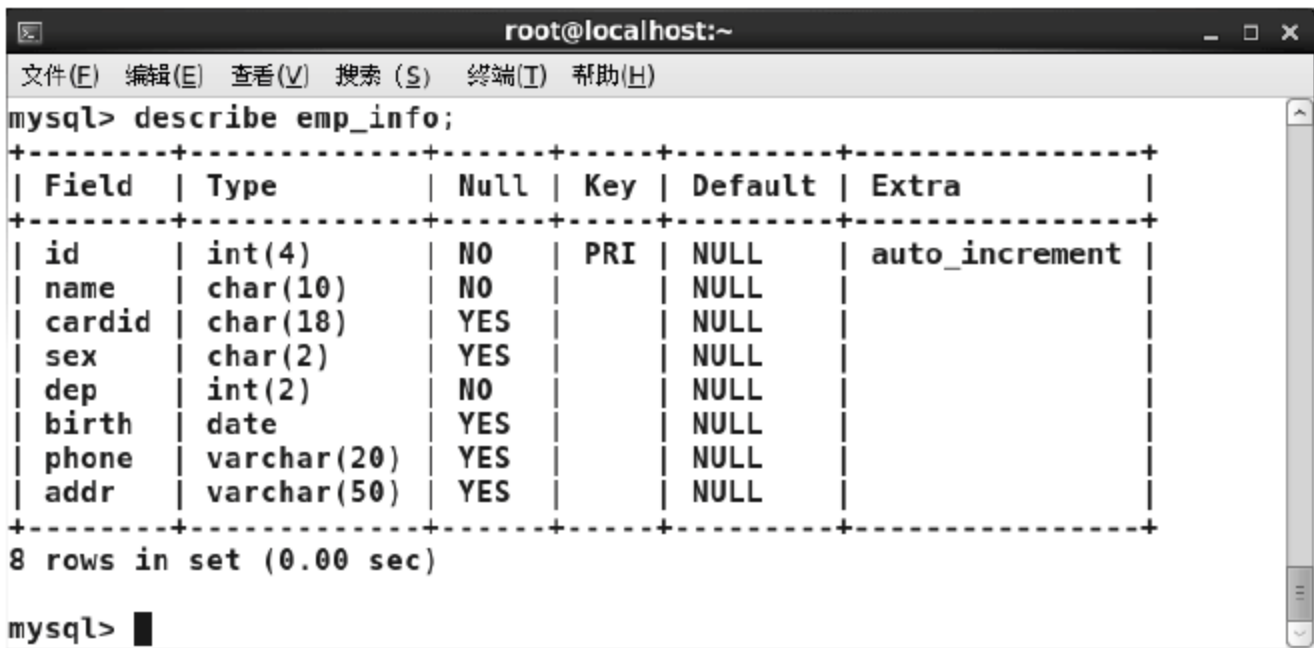 root@localhost:~
文件(F) 编辑(E) 查看(V) 搜索 (S) 终端(T) 帮助(H)
mysql> describe emp_info;
+--------+-------------+------+-----+---------+----------------+
| Field  | Type        | Null | Key | Default | Extra          |
+--------+-------------+------+-----+---------+----------------+
| id     | int(4)      | NO   | PRI | NULL    | auto_increment |
| name   | char(10)    | NO   |     | NULL    |                |
| cardid | char(18)    | YES  |     | NULL    |                |
| sex    | char(2)     | YES  |     | NULL    |                |
| dep    | int(2)      | NO   |     | NULL    |                |
| birth  | date        | YES  |     | NULL    |                |
| phone  | varchar(20) | YES  |     | NULL    |                |
| addr   | varchar(50) | YES  |     | NULL    |                |
+--------+-------------+------+-----+---------+----------------+
8 rows in set (0.00 sec)
mysql>